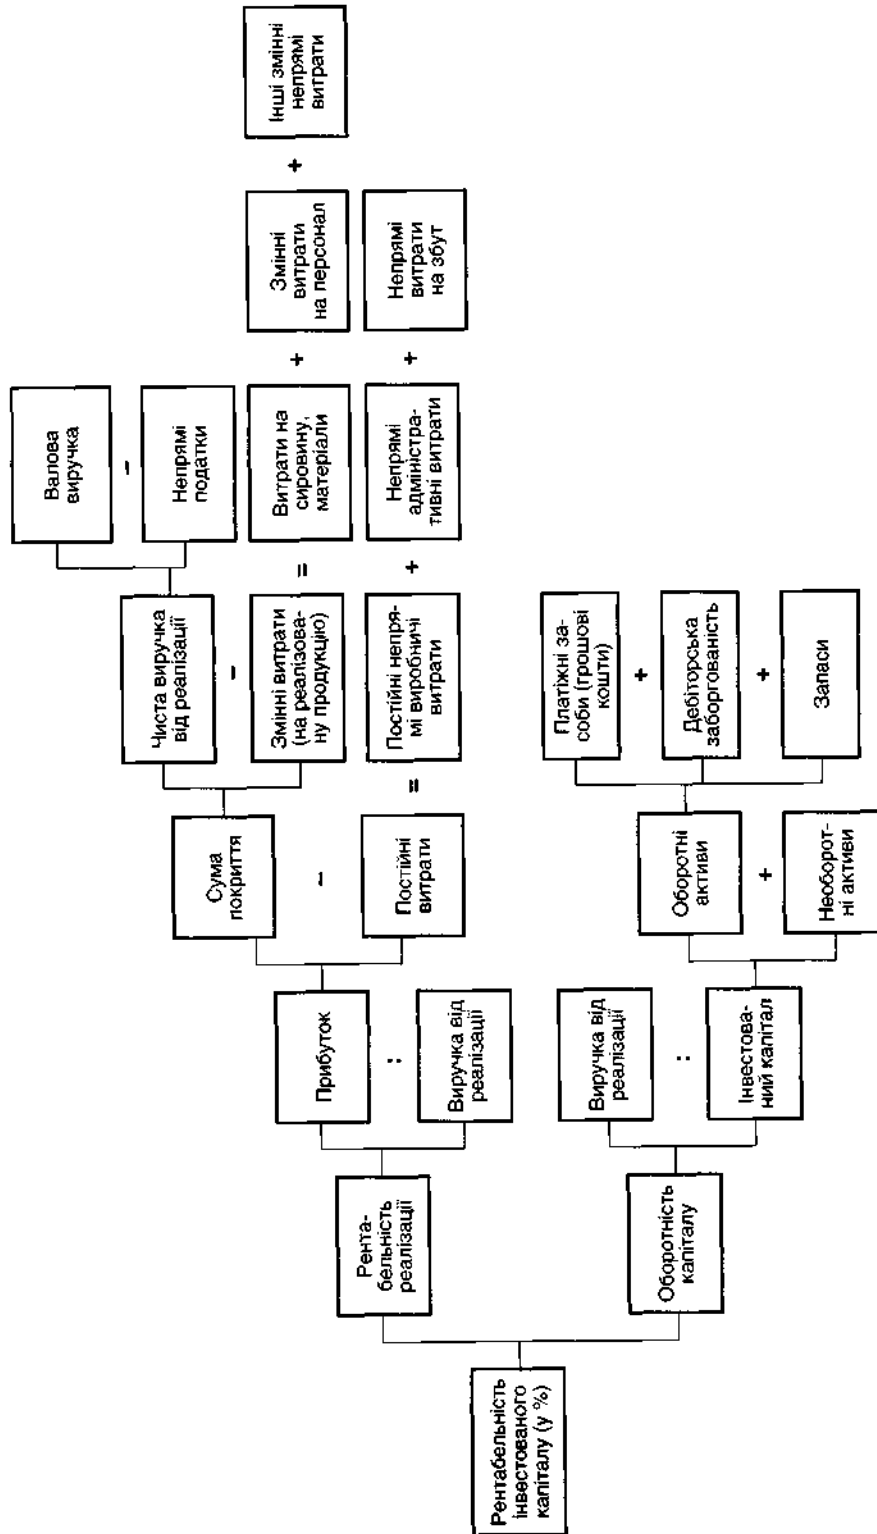 Рентабельність
інвестованого
капіталу (у %)
Рента-
бельність
реалізації
Оборотність
капіталу
Прибуток
:
Виручка від
реалізації
Виручка від
реалізації
:
Інвестова-
ний капітал
Сума
покриття
–
Постійні
витрати
Оборотні
активи
+
Необорот-
ні активи
Чиста виручка
від реалізації
–
Змінні витрати
(на реалізова-
ну продукцію)
=
Постійні непря-
мі виробничі
витрати
Платіжні за-
соби (грошові
кошти)
+
Дебіторська
заборгованість
+
Запаси
Валова
виручка
–
Непрямі
податки
=
Витрати на
сировину,
матеріали
+
Непрямі
адміністра-
тивні витрати
+
Змінні
витрати
на персонал
+
Непрямі
витрати
на збут
+
Інші змінні
непрямі
витрати